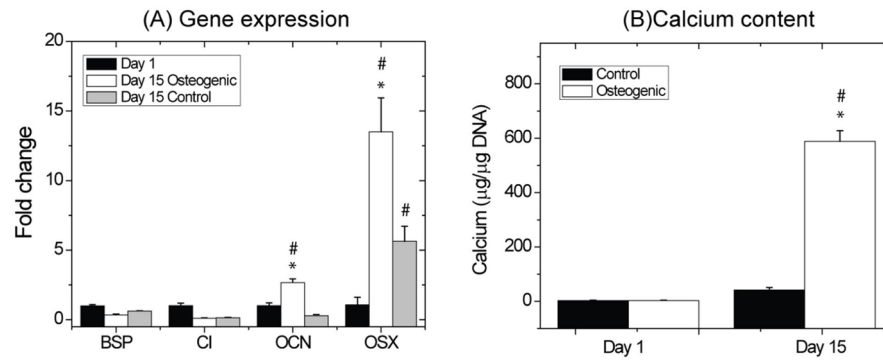 (A) Gene expression
Day 1
Day 15 Osteogenic
Day 15 Control
Fold change
20
15
10
5
0
#
*
#
*
#
BSP
CI
OCN
OSX
(B)Calcium content
Control
Osteogenic
Calcium (µg/µg DNA)
800
600
400
200
0
#
*
Day 1
Day 15